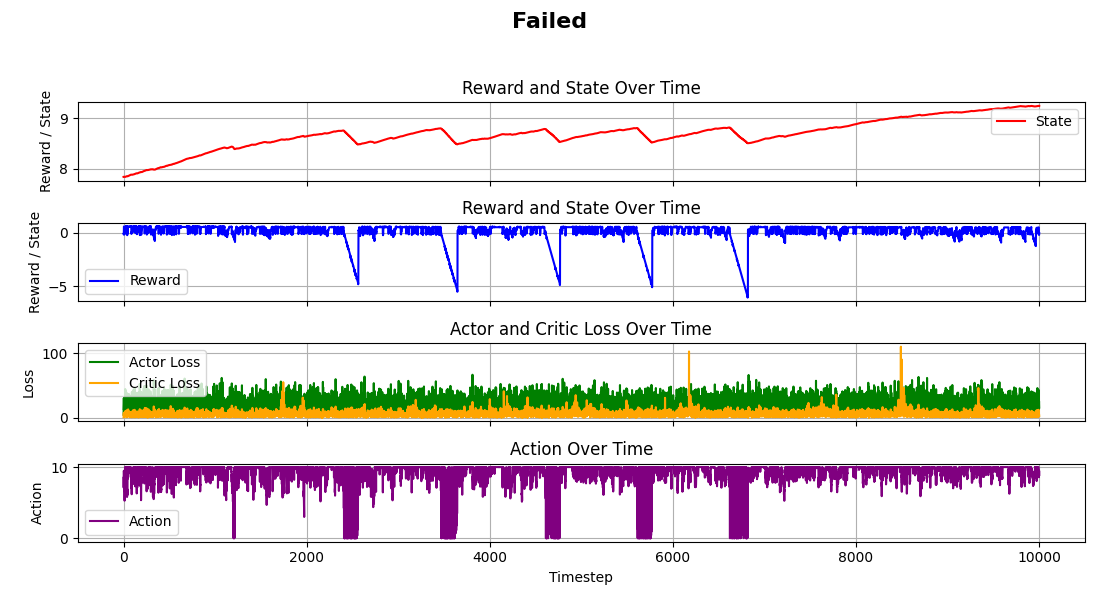 Failed
Reward and State Over Time
Reward / State
9
8
State
Reward and State Over Time
Reward / State
0
−5
Reward
Actor and Critic Loss Over Time
Loss
100
0
Actor Loss
Critic Loss
Action Over Time
Action
10
0
Action
0 2000 4000 6000 8000 10000
Timestep